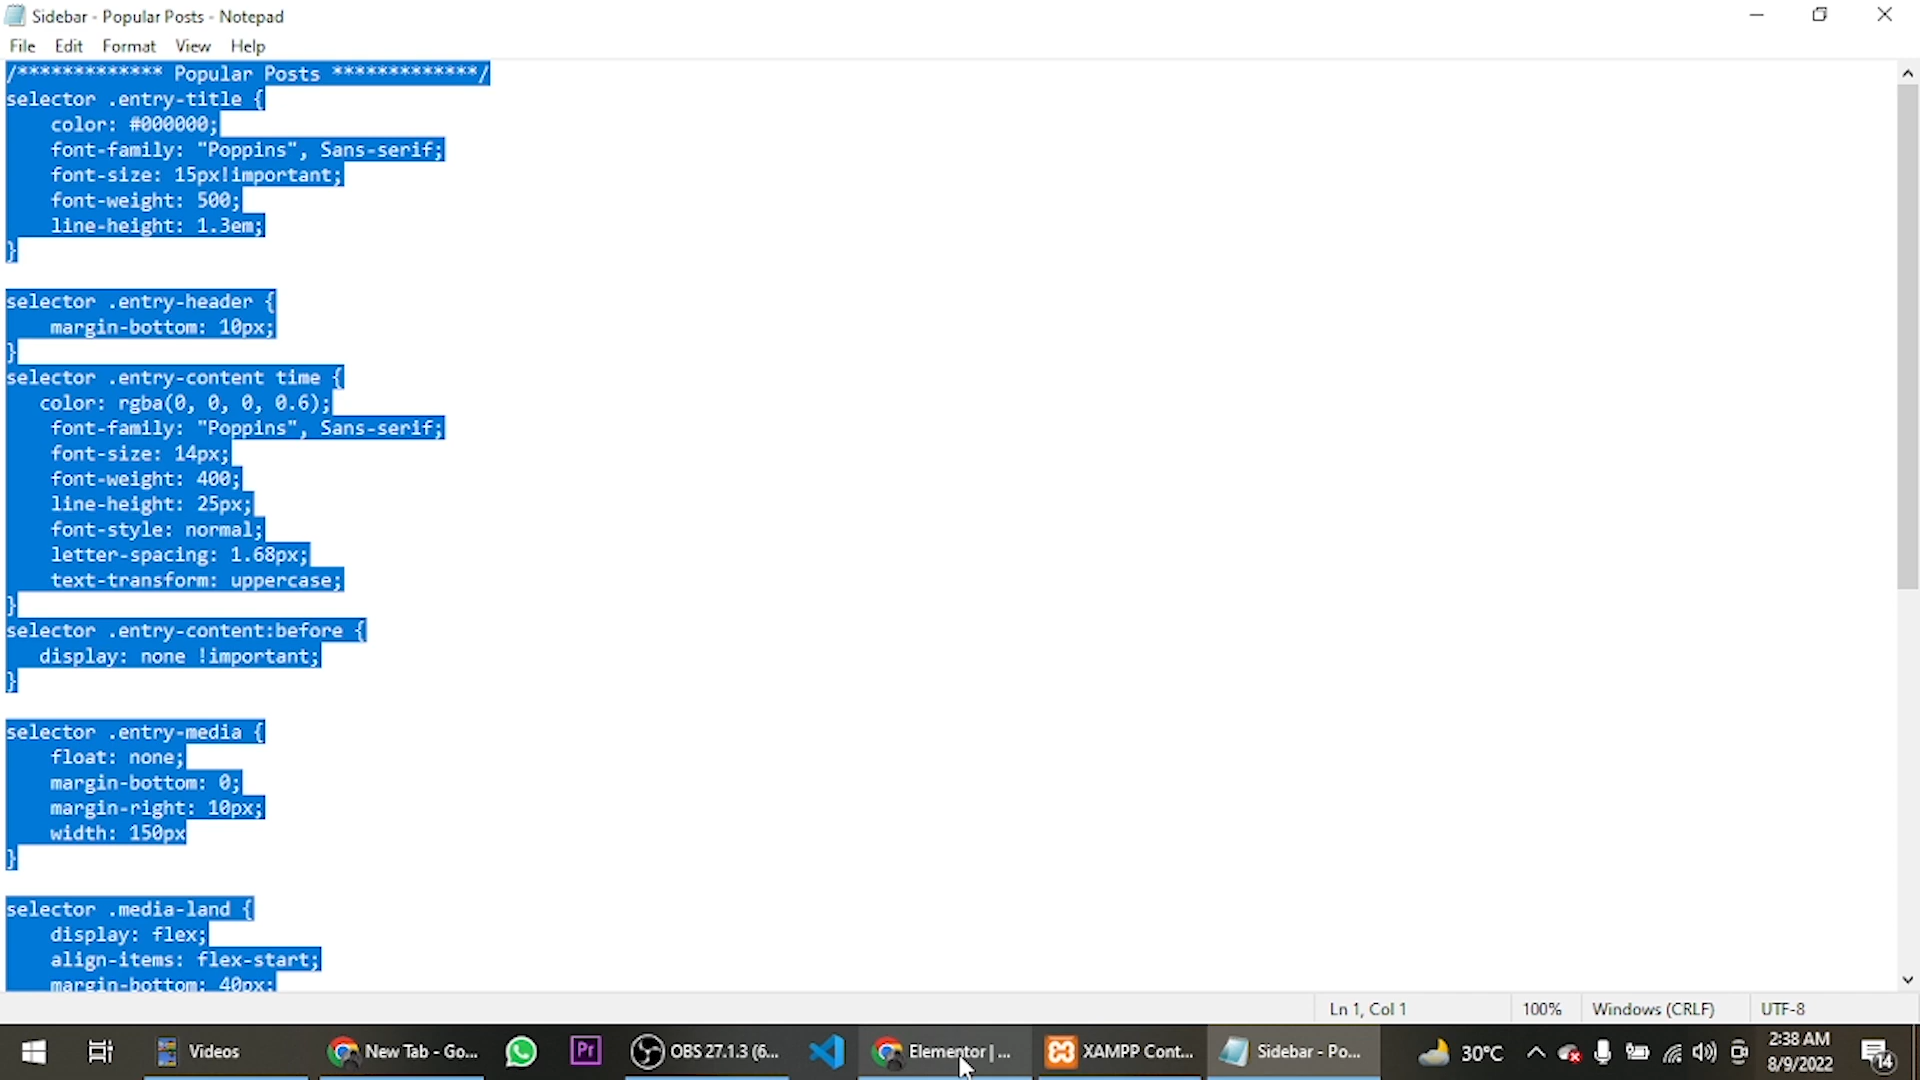 Sidebar - Popular Posts - Notepad
File Edit Format View Help
/************* Popular Posts *************/
selector .entry-title {
    color: #000000;
    font-family: "Poppins", Sans-serif;
    font-size: 15px!important;
    font-weight: 500;
    line-height: 1.3em;
}
selector .entry-header {
    margin-bottom: 10px;
}
selector .entry-content time {
   color: rgba(0, 0, 0, 0.6);
    font-family: "Poppins", Sans-serif;
    font-size: 14px;
    font-weight: 400;
    line-height: 25px;
    font-style: normal;
    letter-spacing: 1.68px;
    text-transform: uppercase;
}
selector .entry-content:before {
   display: none !important;
}
selector .entry-media {
    float: none;
    margin-bottom: 0;
    margin-right: 10px;
    width: 150px
}
selector .media-land {
    display: flex;
    align-items: flex-start;
    margin-bottom: 40px;
Ln 1, Col 1 100% Windows (CRLF) UTF-8
Videos New Tab - Go... Pr OBS 27.1.3 (6... Elementor | ... XAMPP Cont... Sidebar - Po... 30°C 2:38 AM
8/9/2022 14